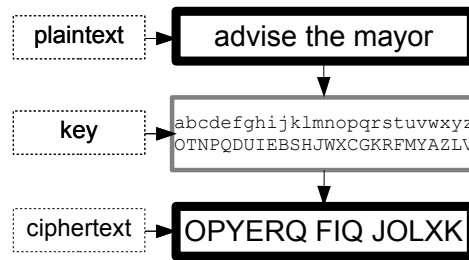 plaintext
advise the mayor
key
abcdefghijklmnopqrstuvwxyz
OTNPQDUIEBSHJWXCGKRFMYAZLV
ciphertext
OPYERQ FIQ JOLXK